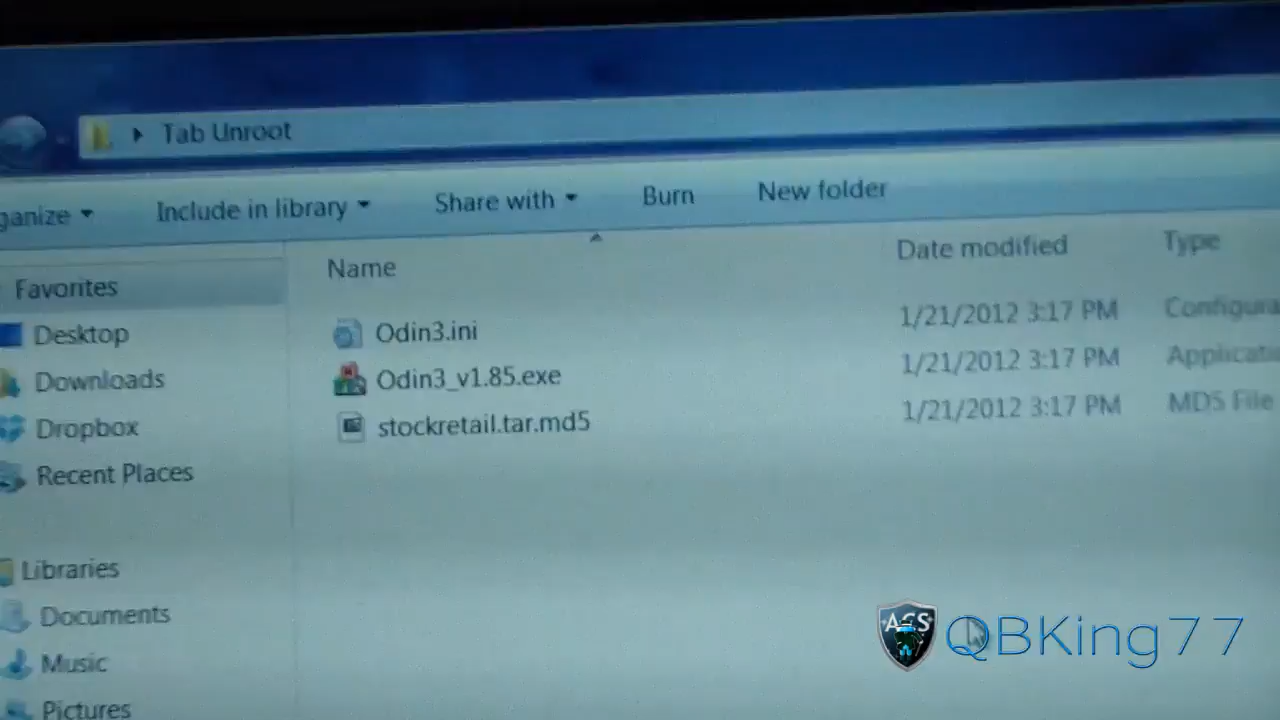 Tab Unroot
ganize Include in library Share with Burn New folder
Name Date modified Type
Favorites
Desktop
Downloads
Dropbox
Recent Places
Libraries
Documents
Music
Pictures
Odin3.ini 1/21/2012 3:17 PM Configura
Odin3_v1.85.exe 1/21/2012 3:17 PM Applicati
stockretail.tar.md5 1/21/2012 3:17 PM MD5 File
ACS QBKing77